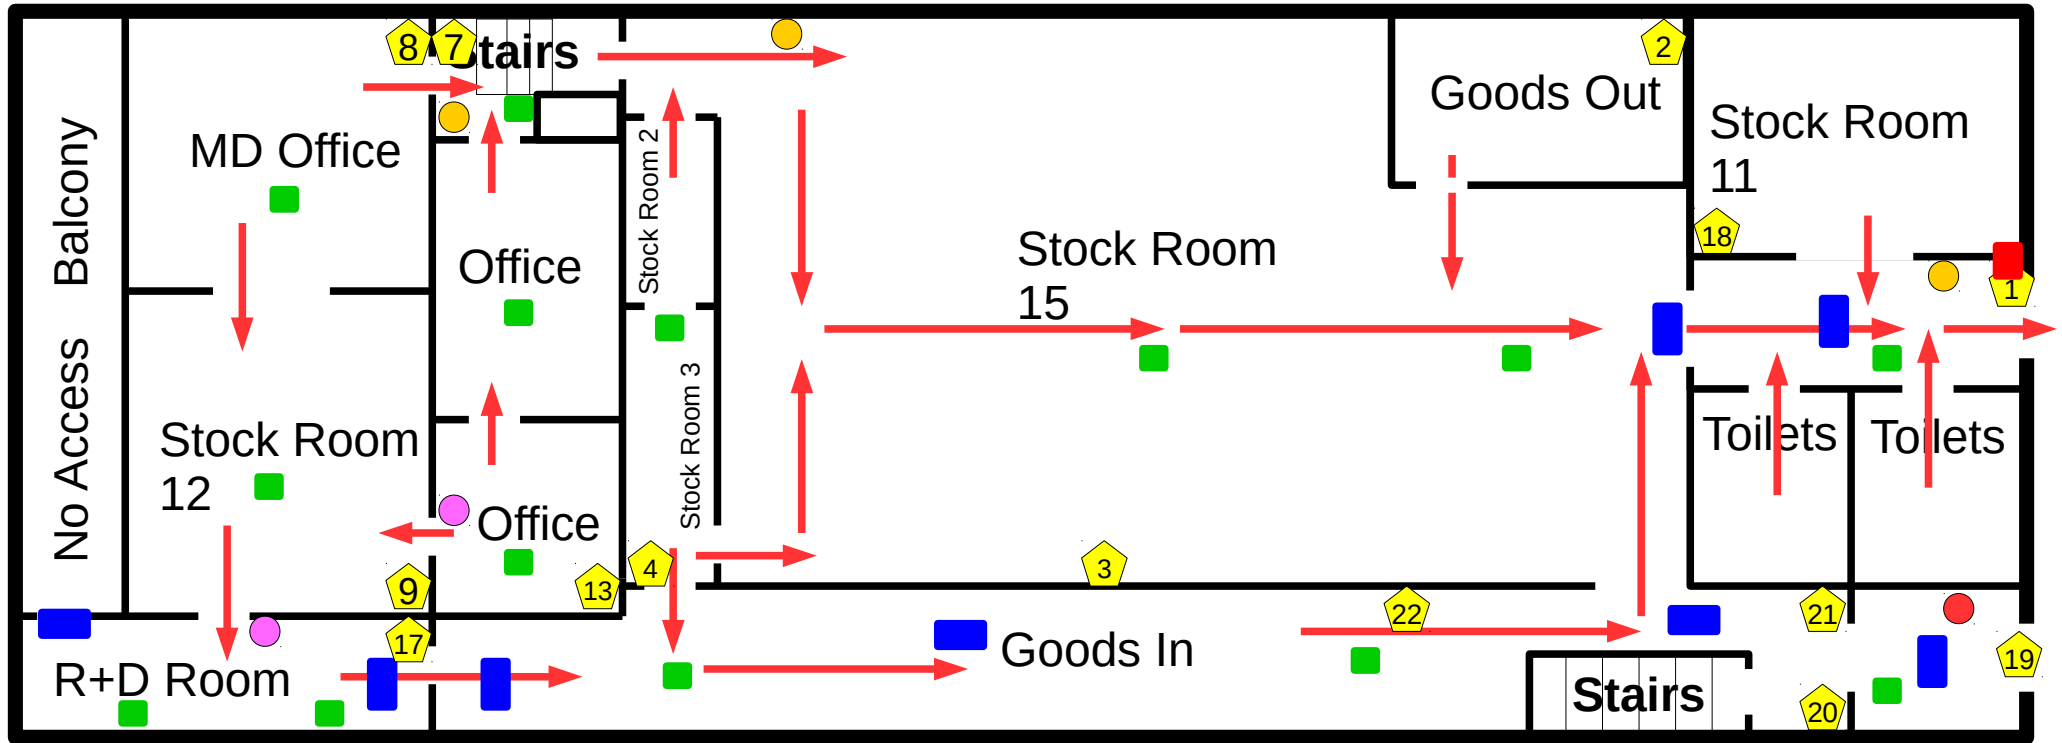 8
7
Stairs
2
Goods Out
Stock Room
11
MD Office
Balcony
No Access
Stock Room 2
Office
Stock Room
15
18
1
Stock Room 3
Stock Room
12
Toilets
Toilets
Office
9
13
4
3
22
21
17
19
R+D Room
Goods In
Stairs
20